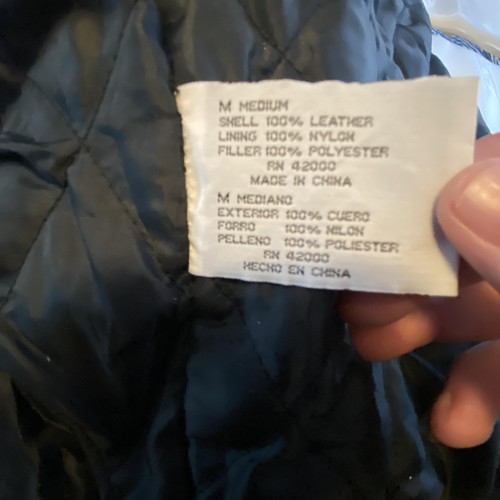 M MEDIUM
SHELL 100% LEATHER
LINING 100% NYLON
FILLER 100% POLYESTER
RN 42000
MADE IN CHINA
M MEDIANO
EXTERIOR 100% CUERO
FORRO 100% NILON
PELLENO 100% POLIESTER
RN 42000
HECHO EN CHINA